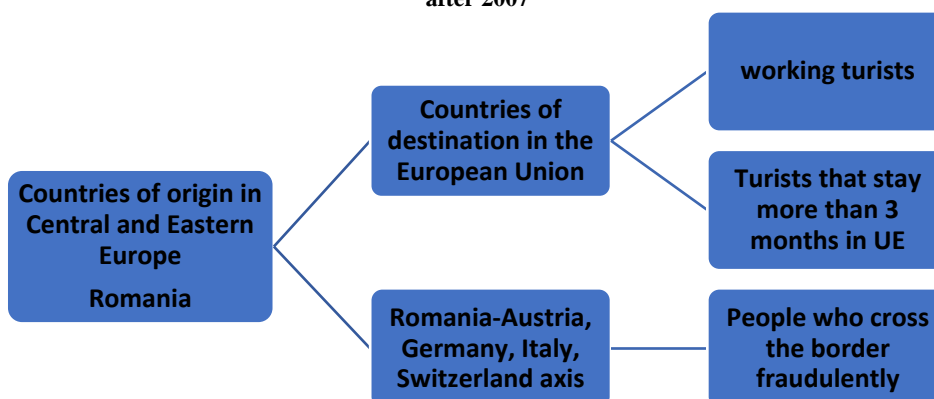 after 2007
working turists
Countries of
destination in the
European Union
Turists that stay
more than 3
months in UE
Countries of origin in
Central and Eastern
Europe
Romania
Romania-Austria,
Germany, Italy,
Switzerland axis
People who cross
the border
fraudulently